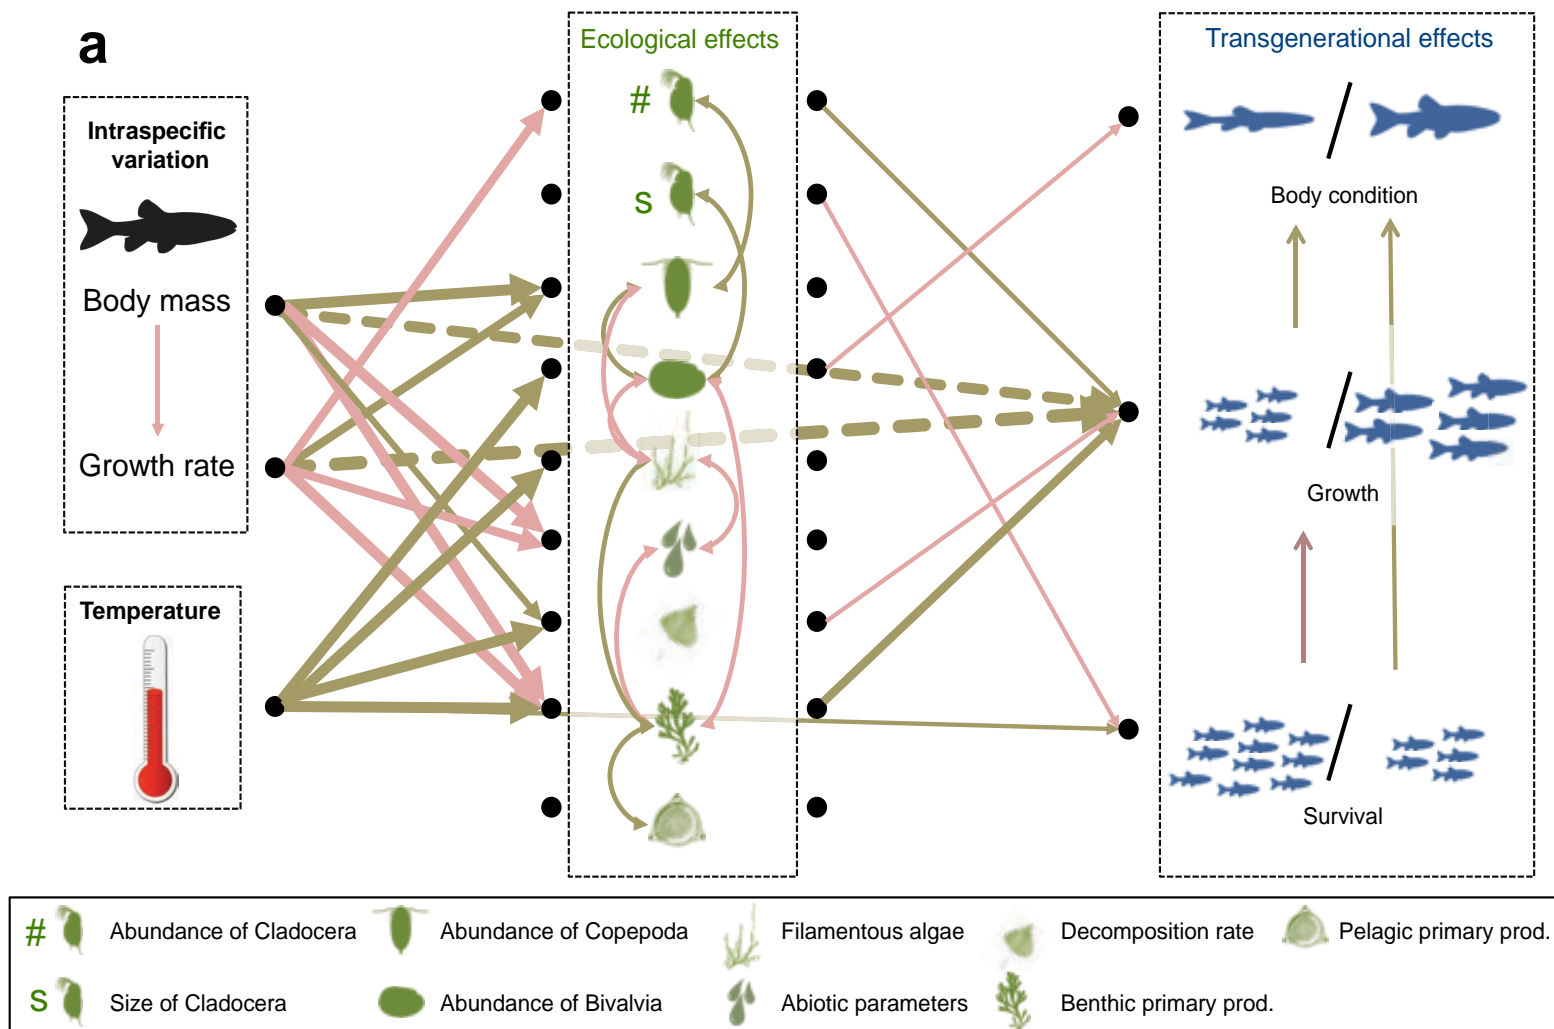 a
Ecological effects
Transgenerational effects
Intraspecific
variation
#
s
Body condition
Body mass
Growth rate
Growth
Temperature
Survival
# Abundance of Cladocera
Abundance of Copepoda
Filamentous algae
Decomposition rate
Pelagic primary prod.
s Size of Cladocera
Abundance of Bivalvia
Abiotic parameters
Benthic primary prod.